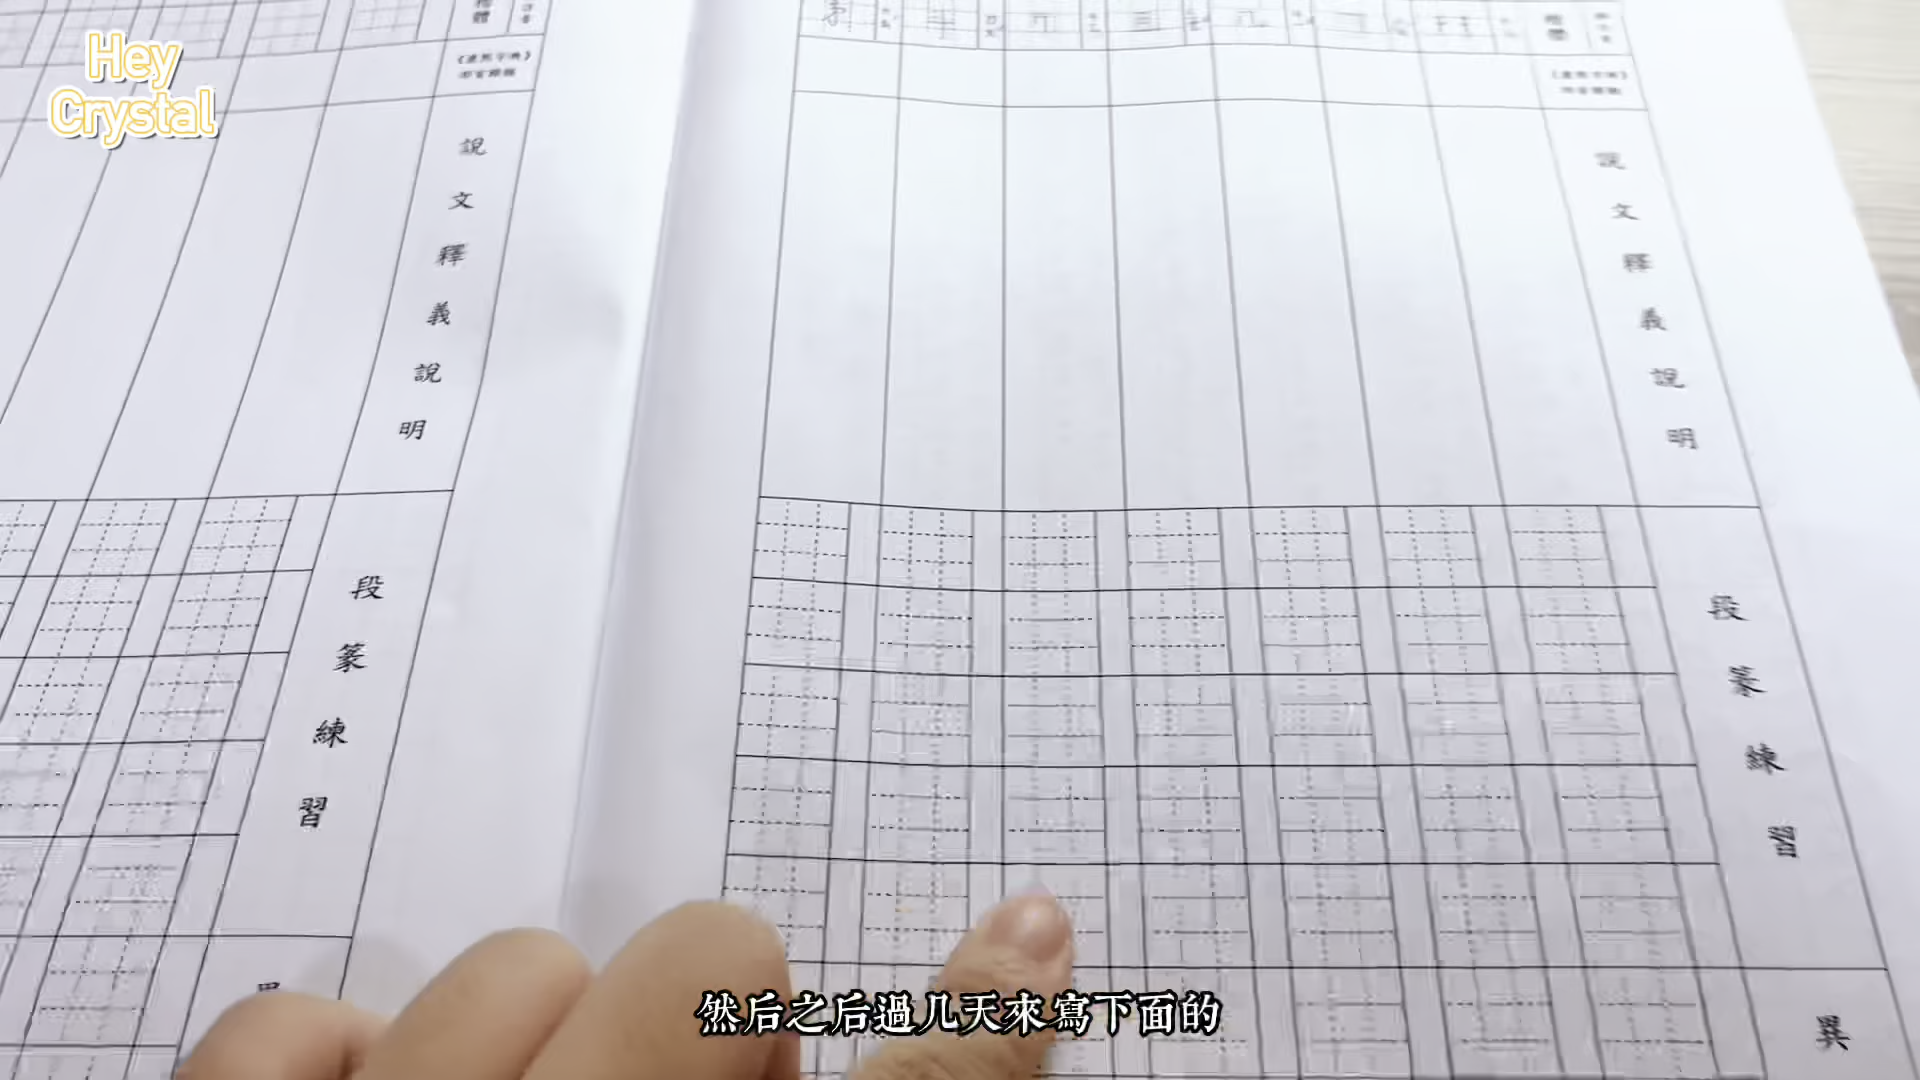 Hey
Crystal
說文釋義說明
段篆練習
說文釋義說明
段篆練習
異
然后之后過几天來寫下面的